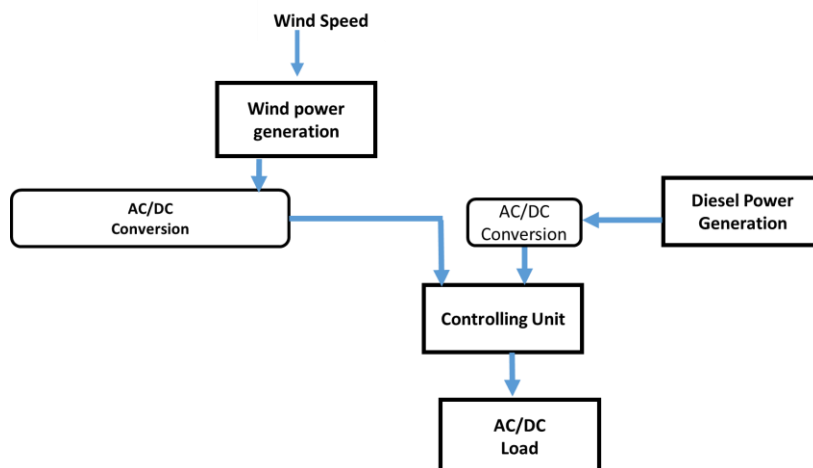 Wind Speed
Wind power
generation
AC/DC
Conversion
AC/DC
Conversion
Diesel Power
Generation
Controlling Unit
AC/DC
Load